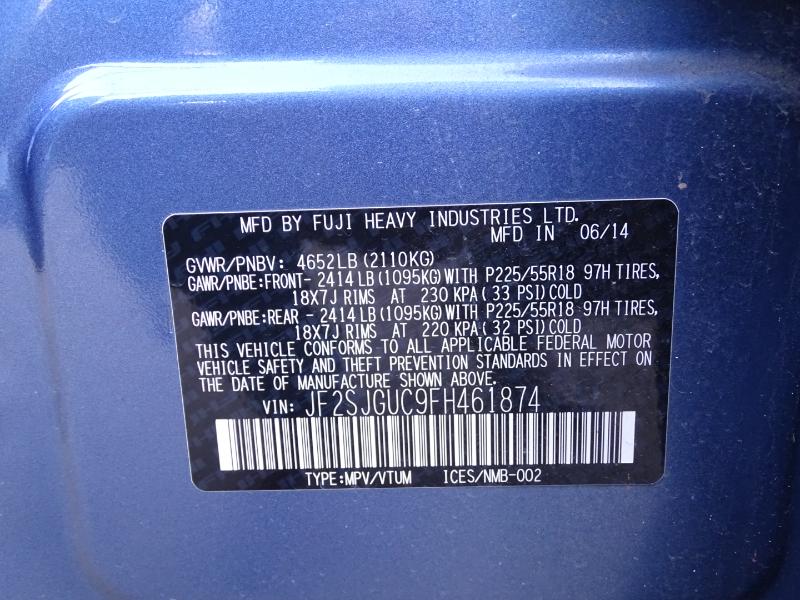 MFD BY FUJI HEAVY INDUSTRIES LTD.
MFD IN 06/14
GVWR/PNBV: 4652LB (2110KG)
GAWR/PNBE:FRONT- 2414 LB (1095KG) WITH P225/55R18 97H TIRES,
18X7J RIMS AT 230 KPA( 33 PSI) COLD
GAWR/PNBE:REAR - 2414 LB (1095KG) WITH P225/55R18 97H TIRES,
18X7J RIMS AT 220 KPA( 32 PSI) COLD
THIS VEHICLE CONFORMS TO ALL APPLICABLE FEDERAL MOTOR
VEHICLE SAFETY AND THEFT PREVENTION STANDARDS IN EFFECT ON
THE DATE OF MANUFACTURE SHOWN ABOVE.
VIN: JF2SJGUC9FH461874
TYPE:MPV/VTUM ICES/NMB-002